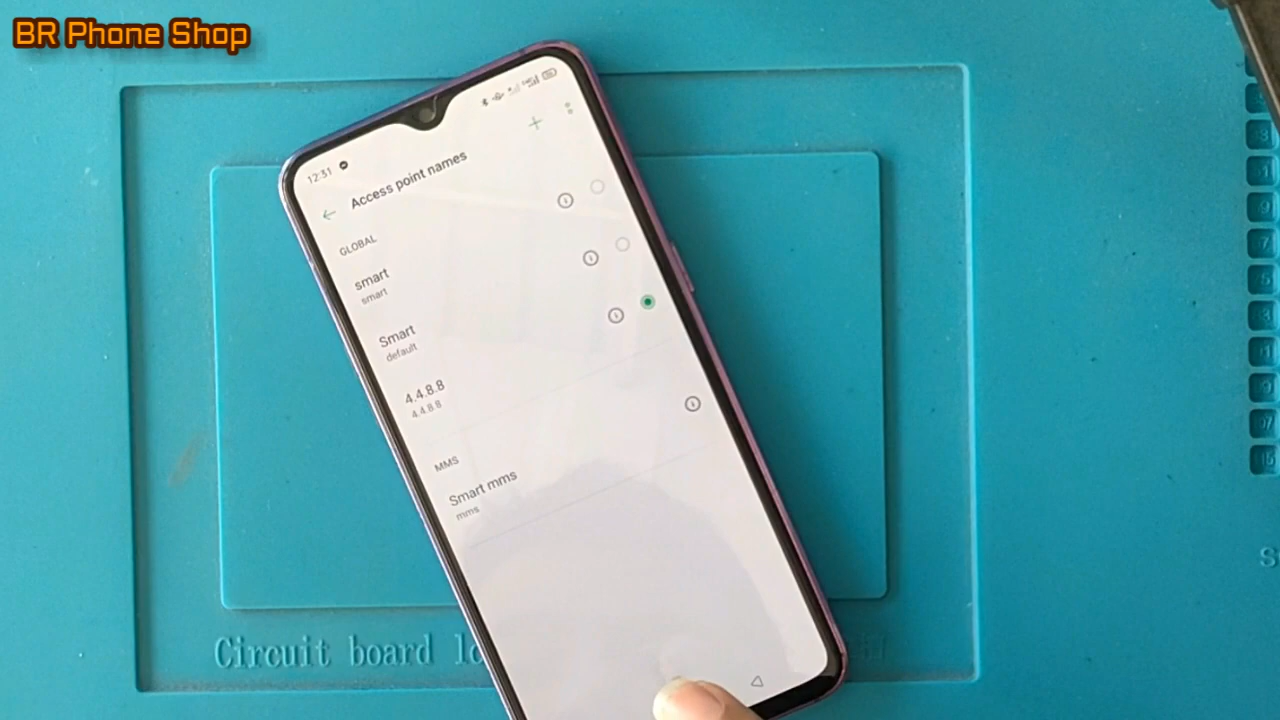 BR Phone Shop
12:31
Access point names
GLOBAL
smart
smart
Smart
default
4.4.8.8
4.4.8.8
MMS
Smart mms
mms
Circuit board